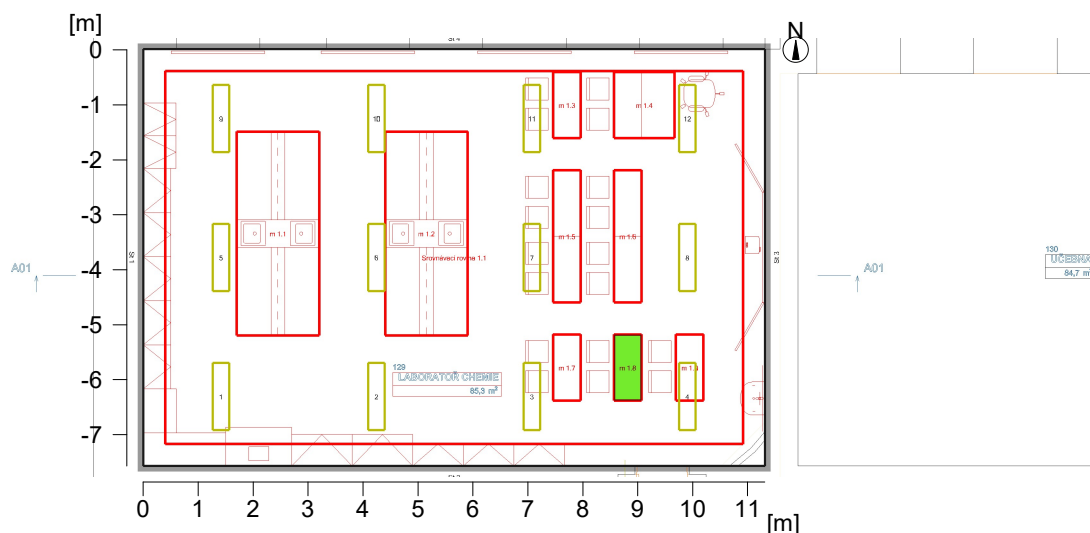 [m]
0
-1
-2
-3
-4
-5
-6
-7
N
9
10
11
12
m 1.3
m 1.4
5
6
7
8
m 1.1
m 1.2
m 1.5
m 1.6
Srovnávací rovina 1.1
St 1
St 3
A01
A01
130
UČEBNA
84,7 m²
129
LABORATOŘ CHEMIE
65,3 m²
m 1.7
m 1.8
1
2
3
4
0 1 2 3 4 5 6 7 8 9 10 11
[m]